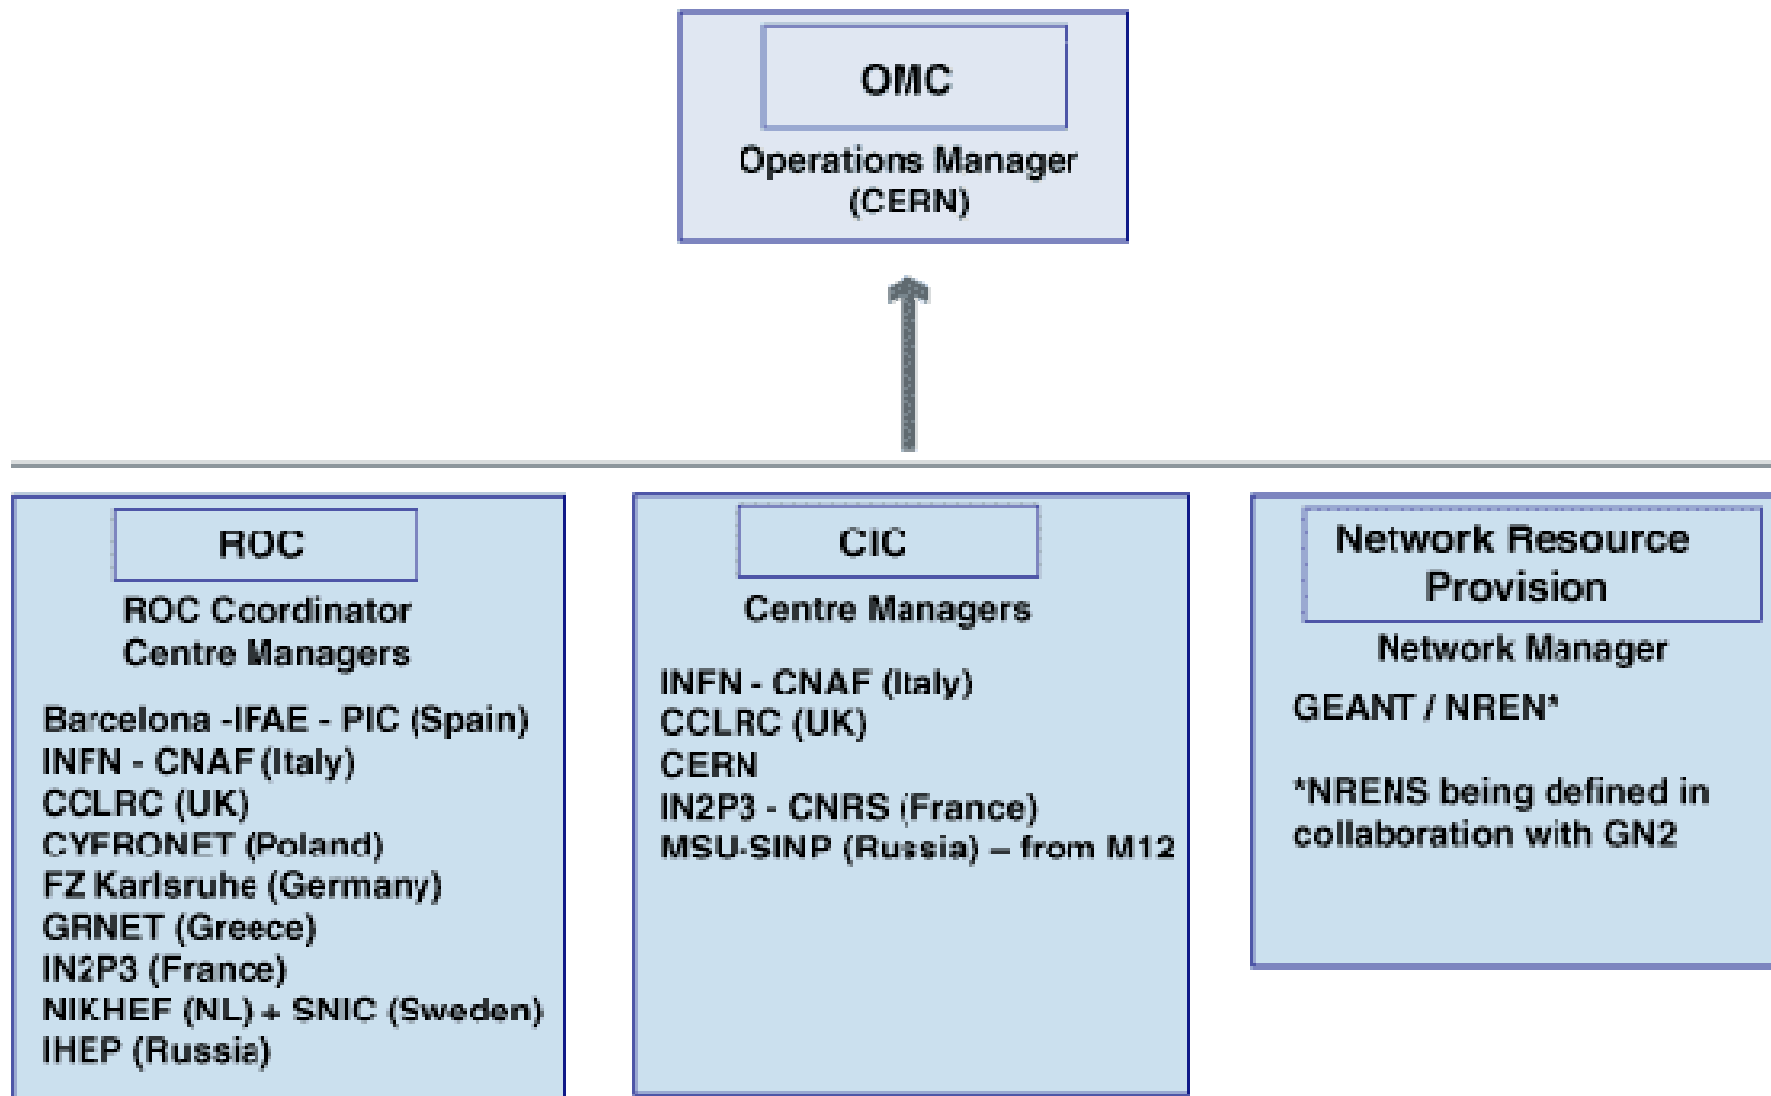 OMC
Operations Manager
(CERN)
ROC
ROC Coordinator
Centre Managers
Barcelona -IFAE - PIC (Spain)
INFN - CNAF (Italy)
CCLRC (UK)
CYFRONET (Poland)
FZ Karlsruhe (Germany)
GRNET (Greece)
IN2P3 (France)
NIKHEF (NL) + SNIC (Sweden)
IHEP (Russia)
CIC
Centre Managers
INFN - CNAF (Italy)
CCLRC (UK)
CERN
IN2P3 - CNRS (France)
MSU-SINP (Russia) – from M12
Network Resource
Provision
Network Manager
GEANT / NREN*
*NRENS being defined in
collaboration with GN2